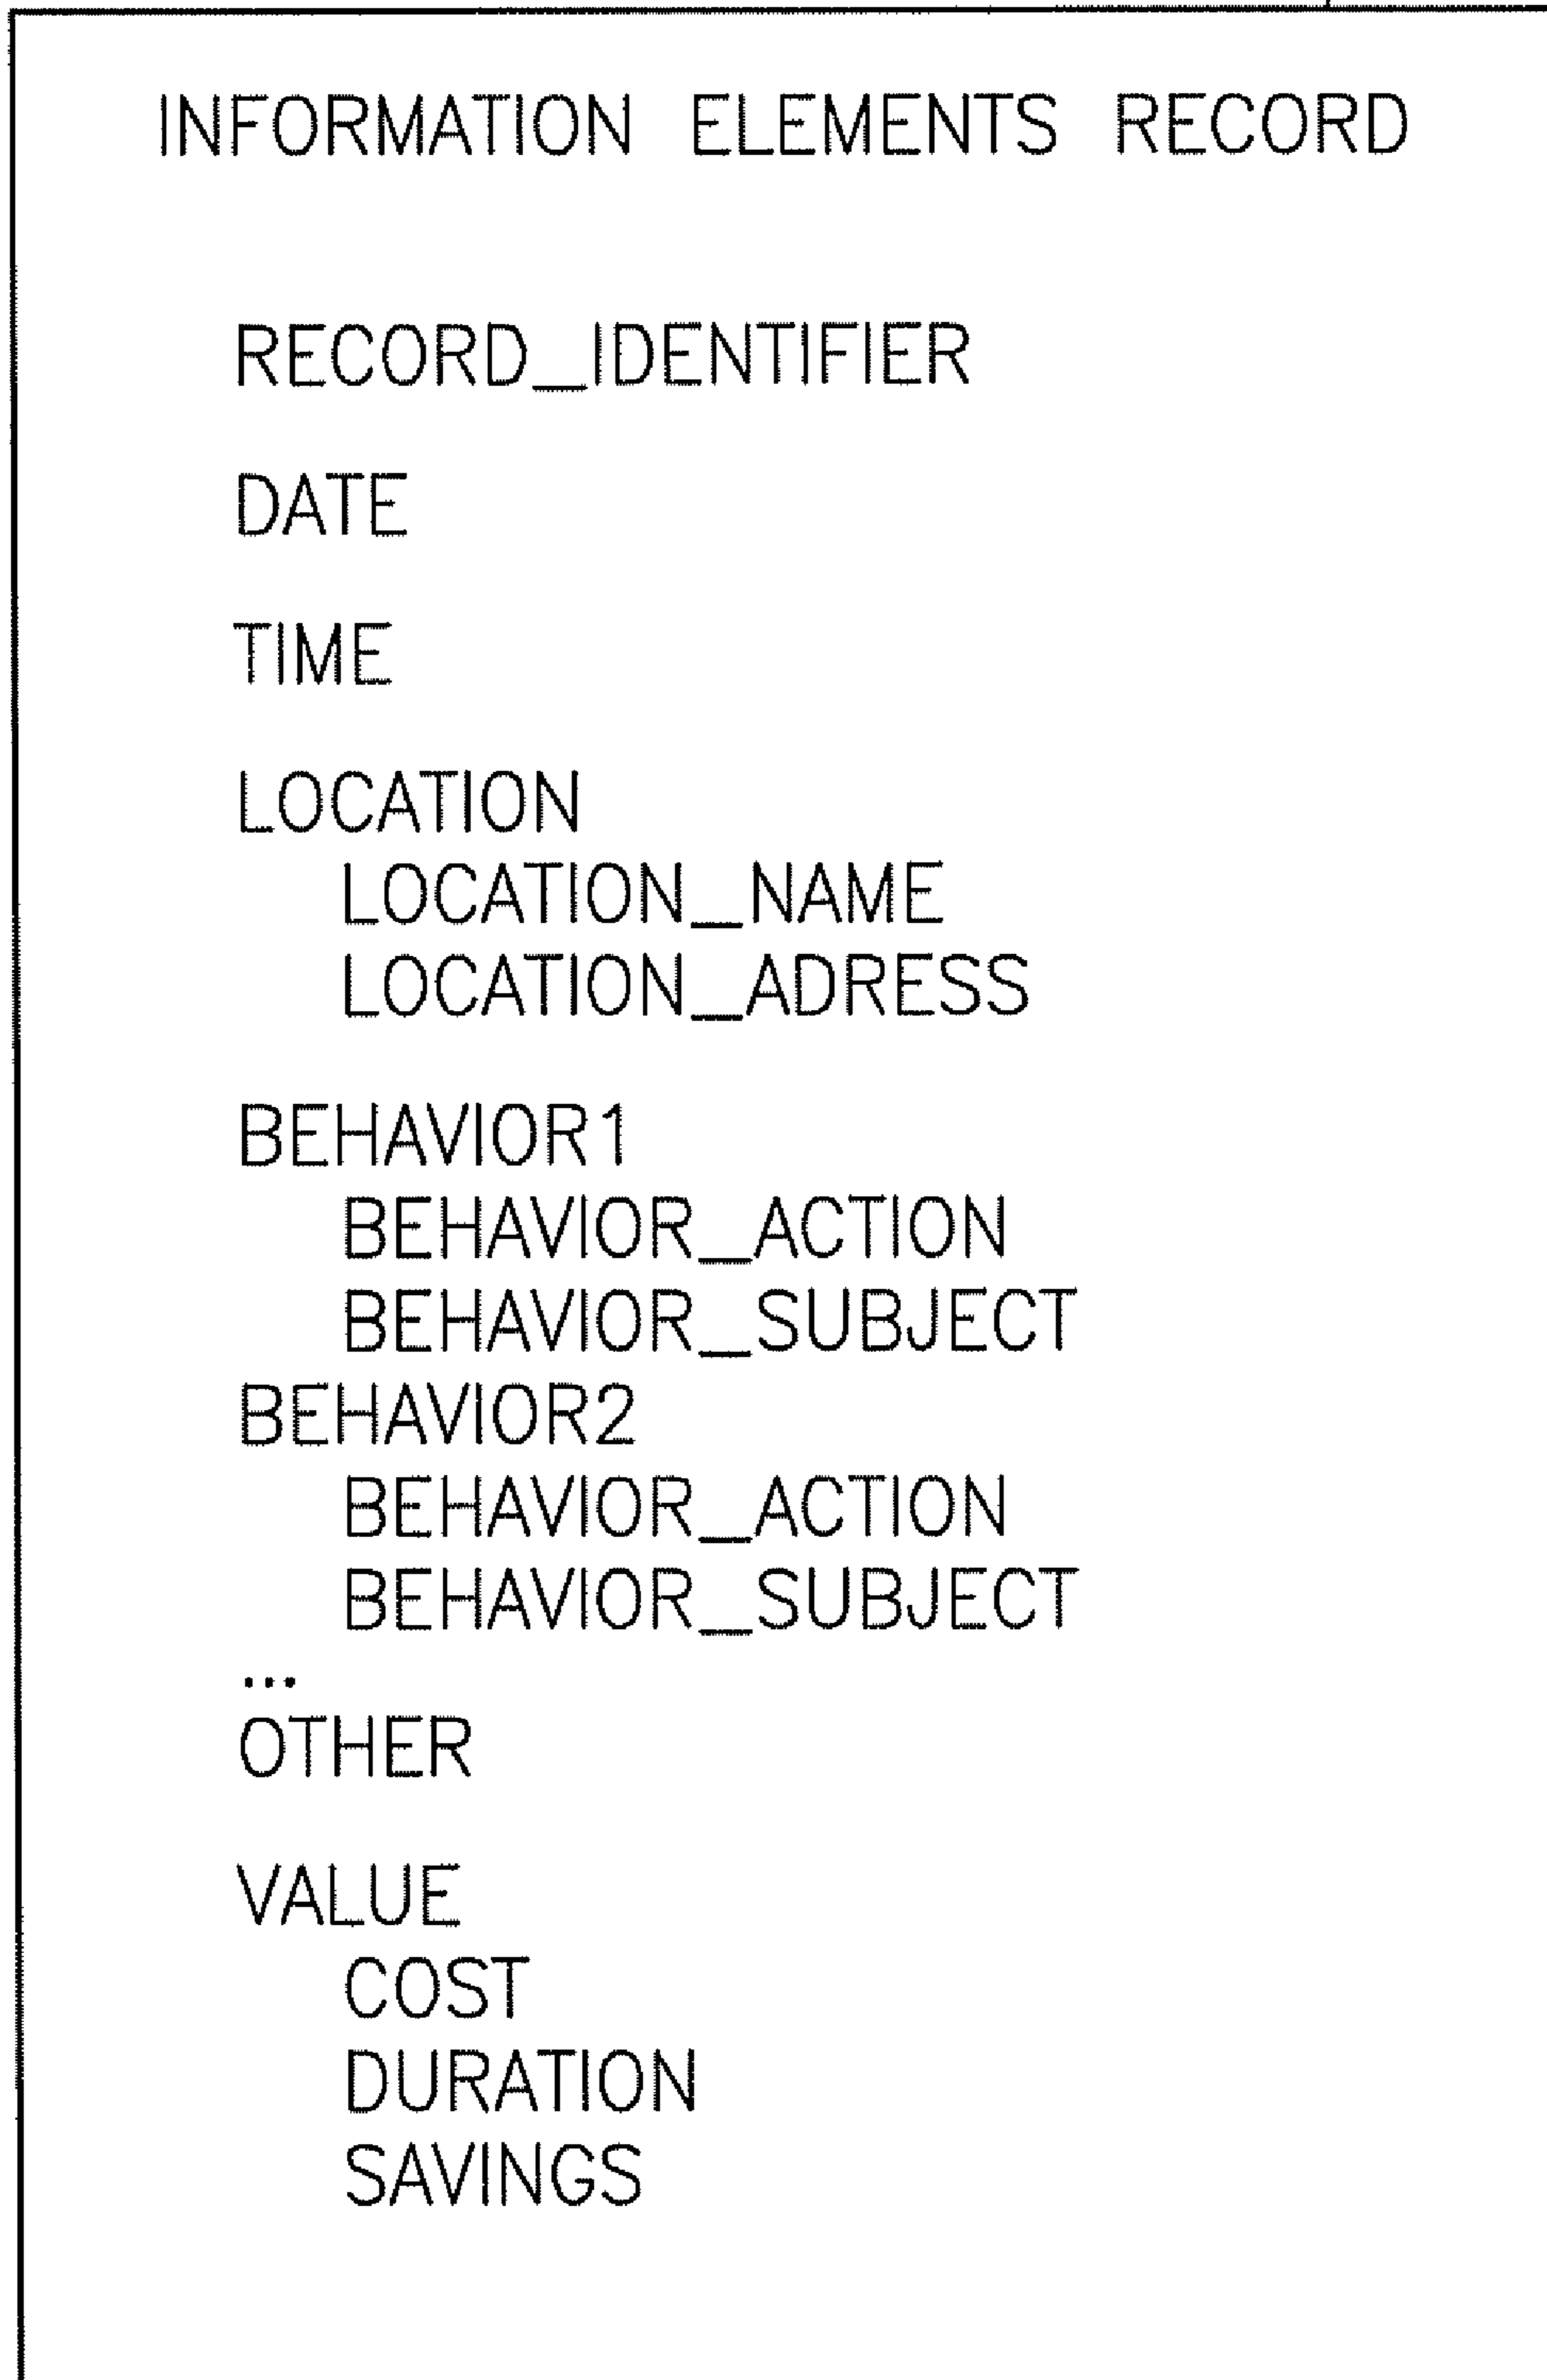 INFORMATION ELEMENTS RECORD
RECORD_IDENTIFIER
DATE
TIME
LOCATION
LOCATION_NAME
LOCATION_ADRESS
BEHAVIOR1
BEHAVIOR_ACTION
BEHAVIOR_SUBJECT
BEHAVIOR2
BEHAVIOR_ACTION
BEHAVIOR_SUBJECT
...
OTHER
VALUE
COST
DURATION
SAVINGS